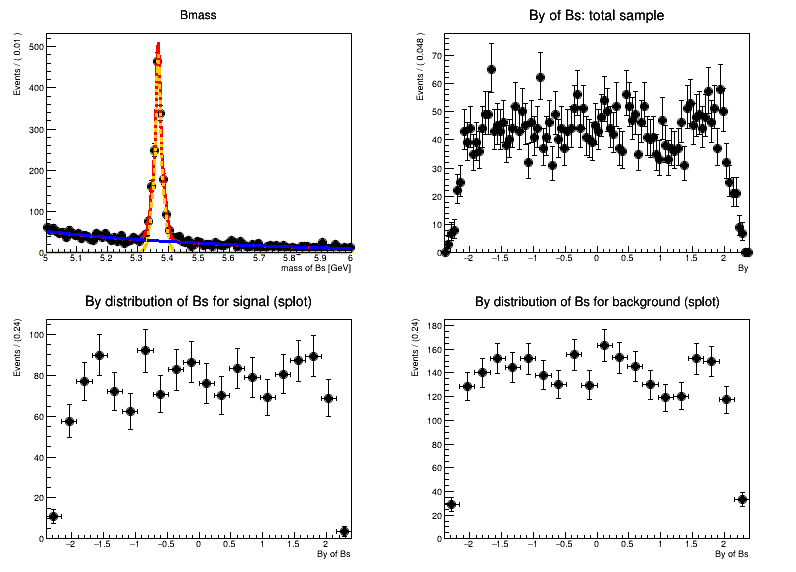 Bmass
Events / ( 0.01 )
500
400
300
200
100
0
5 5.1 5.2 5.3 5.4 5.5 5.6 5.7 5.8 5.9 6
mass of Bs [GeV]
By of Bs: total sample
Events / ( 0.048 )
70
60
50
40
30
20
10
0
−2 −1.5 −1 −0.5 0 0.5 1 1.5 2
By
By distribution of Bs for signal (splot)
Events / (0.24)
100
80
60
40
20
0
−2 −1.5 −1 −0.5 0 0.5 1 1.5 2
By of Bs
By distribution of Bs for background (splot)
Events / (0.24)
180
160
140
120
100
80
60
40
20
0
−2 −1.5 −1 −0.5 0 0.5 1 1.5 2
By of Bs